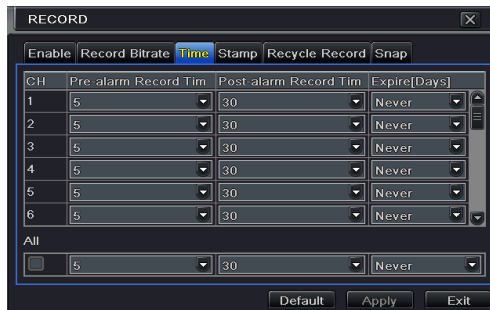 RECORD
Enable Record Bitrate Time Stamp Recycle Record Snap
CH Pre-alarm Record Tim Post-alarm Record Tim Expire[Days]
1 5 30 Never
2 5 30 Never
3 5 30 Never
4 5 30 Never
5 5 30 Never
6 5 30 Never
All
5 30 Never
Default Apply Exit